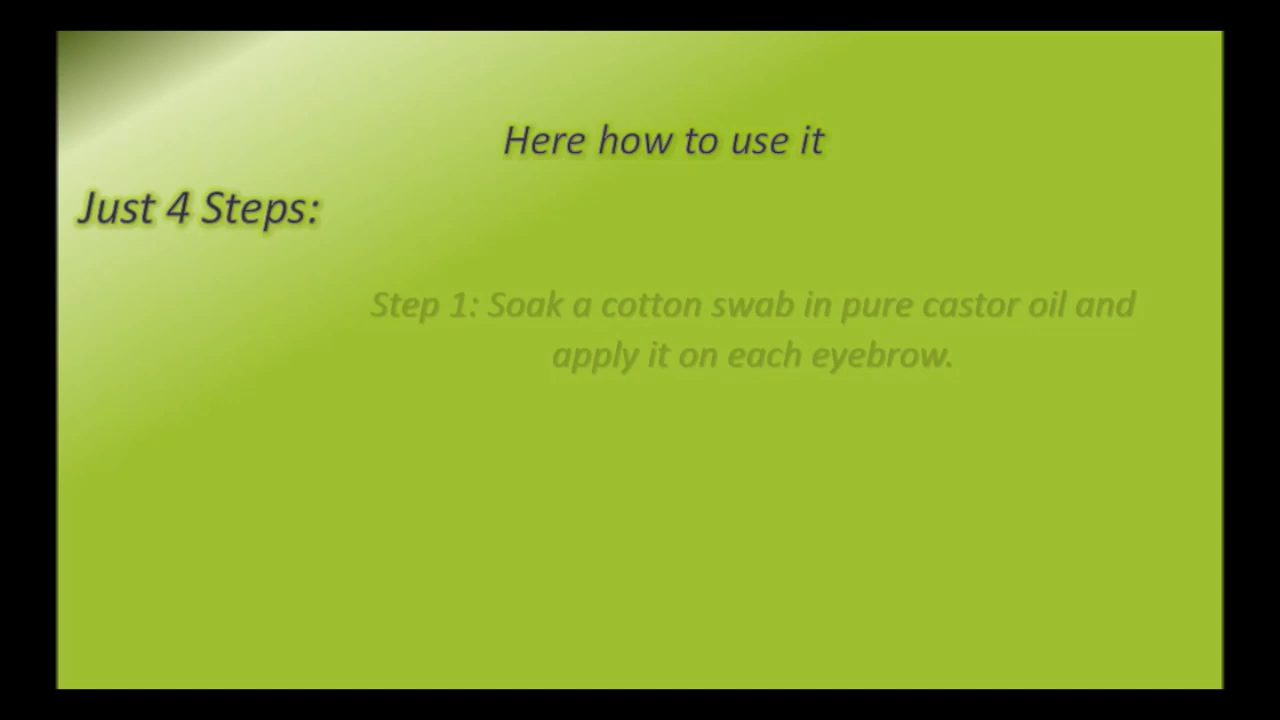 Here how to use it
Just 4 Steps:
Step 1: Soak a cotton swab in pure castor oil and
apply it on each eyebrow.